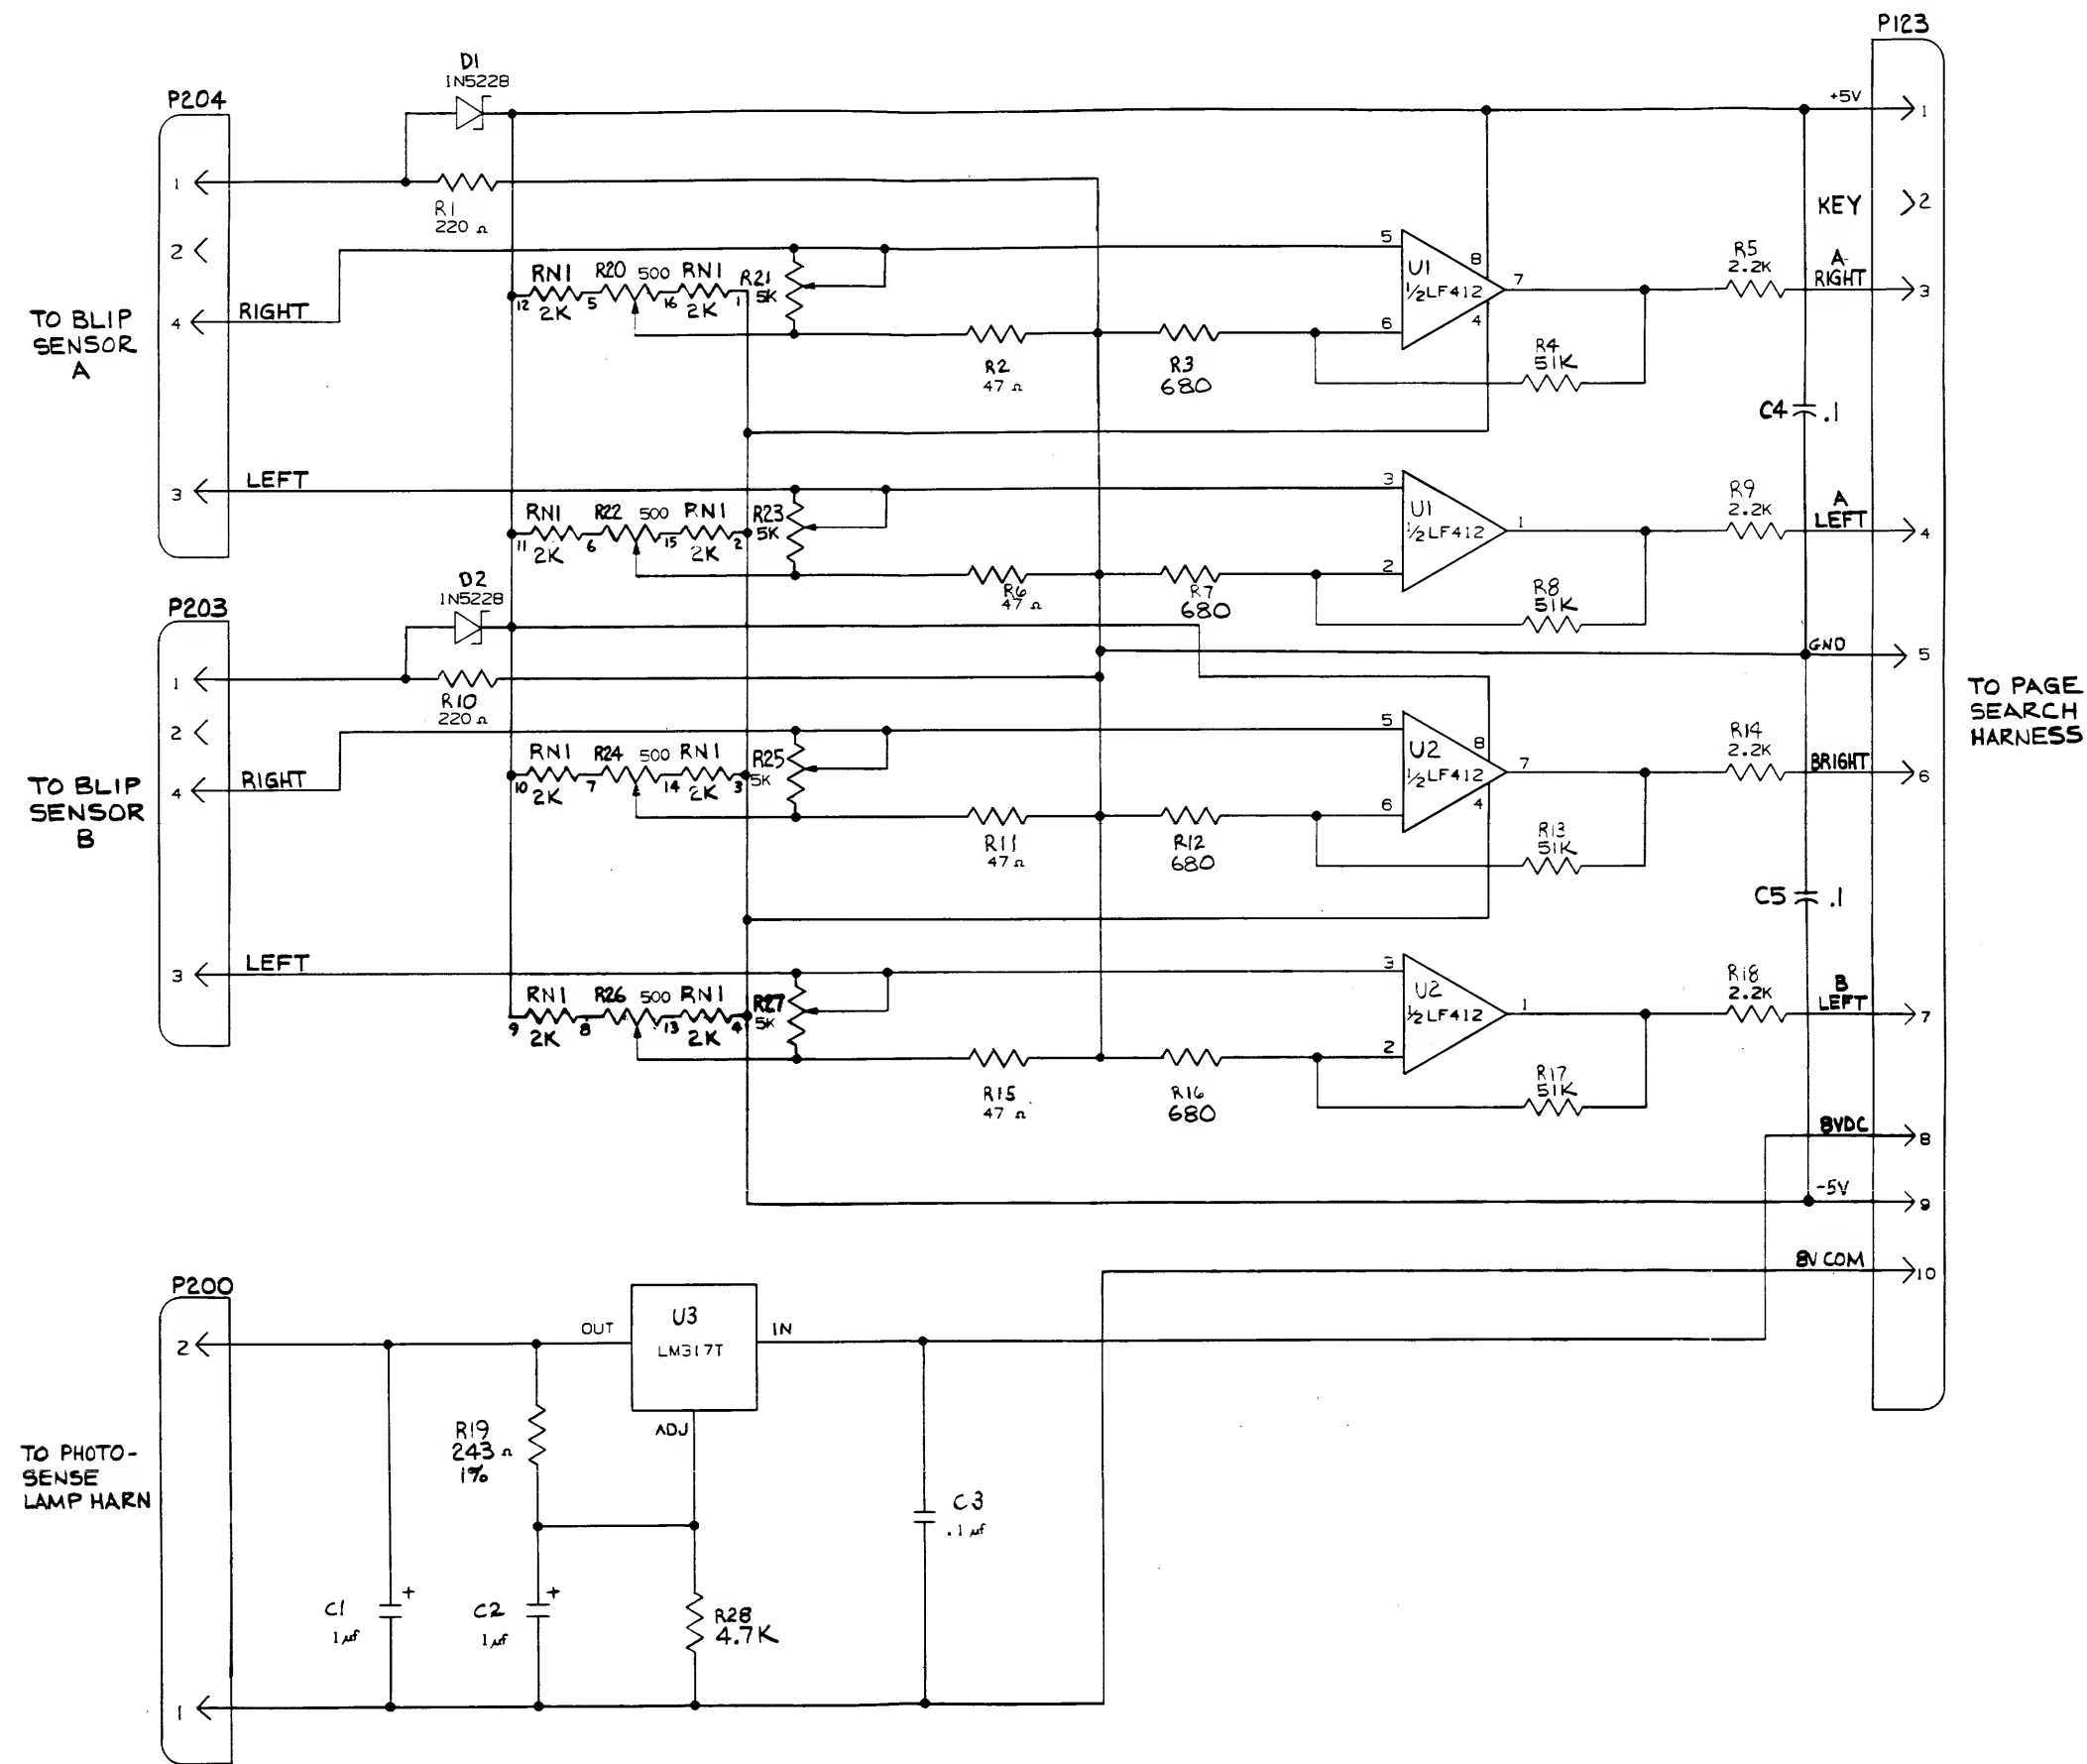 P123
D1
1N5228
P204
+5V
1
1
R1
220 Ω
2
KEY
2
RN1 R20 500 RN1 R21
12 2K 5 16 2K 1 5K
5
U1
8
½LF412
7
6
4
R5
2.2K
A-
RIGHT
3
TO BLIP
SENSOR
A
4
RIGHT
R2
47 Ω
R3
680
R4
51K
C4 .1
3
LEFT
RN1 R22 500 RN1 R23
11 2K 6 15 2K 2 5K
3
U1
½LF412
1
2
R9
2.2K
A
LEFT
4
D2
1N5228
R6
47 Ω
R7
680
R8
51K
P203
GND
5
1
R10
220 Ω
2
TO PAGE
SEARCH
HARNESS
RN1 R24 500 RN1 R25
10 2K 7 14 2K 3 5K
5
U2
8
½LF412
7
6
4
R14
2.2K
BRIGHT
6
TO BLIP
SENSOR
B
4
RIGHT
R11
47 Ω
R12
680
R13
51K
C5 .1
3
LEFT
RN1 R26 500 RN1 R27
9 2K 8 13 2K 4 5K
3
U2
½LF412
1
2
R18
2.2K
B
LEFT
7
R15
47 Ω
R16
680
R17
51K
8VDC
8
-5V
9
8V COM
10
P200
2
OUT
U3
LM317T
IN
ADJ
R19
243 Ω
1%
TO PHOTO-
SENSE
LAMP HARN
C3
.1 µf
C1
1 µf
+
C2
1 µf
+
R28
4.7K
1